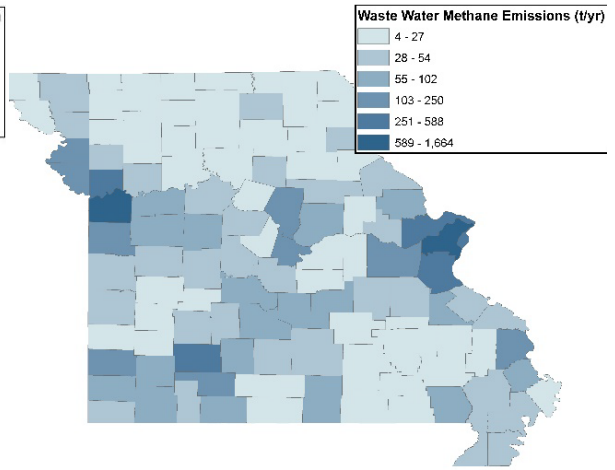 Waste Water Methane Emissions (t/yr)
4 - 27
28 - 54
55 - 102
103 - 250
251 - 588
589 - 1,664